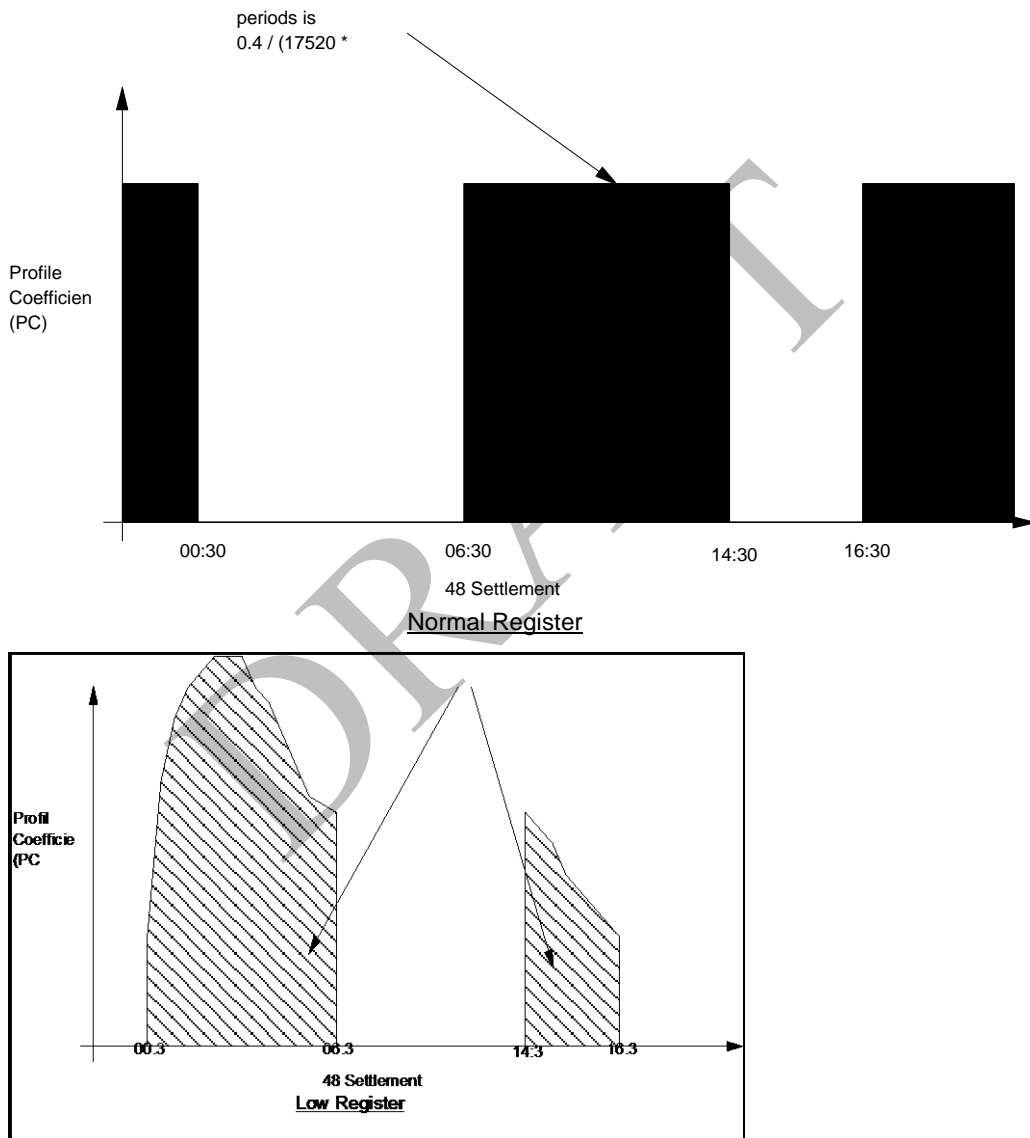 periods is
0.4 / (17520 *
Profile
Coefficien
(PC)
00:30 06:30 14:30 16:30
48 Settlement
Normal Register
DRAFT
Profil
Coefficie
(PC
00:3 06:3 14:3 16:3
48 Settlement
Low Register